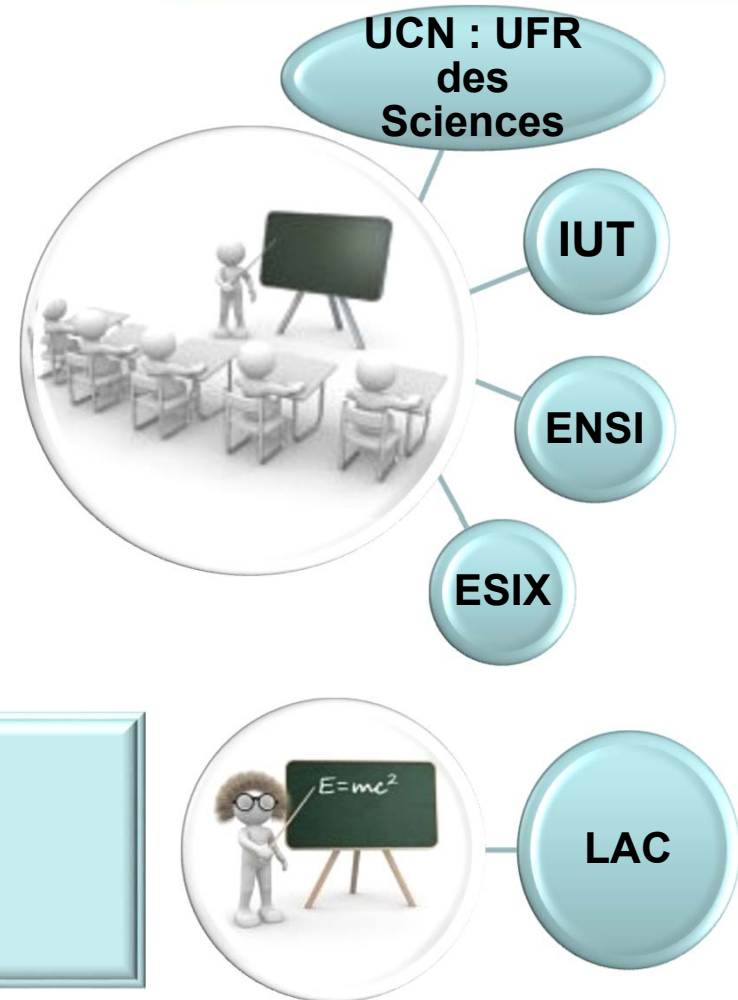 UCN : UFR
des
Sciences
IUT
ENSI
ESIX
E=mc²
LAC